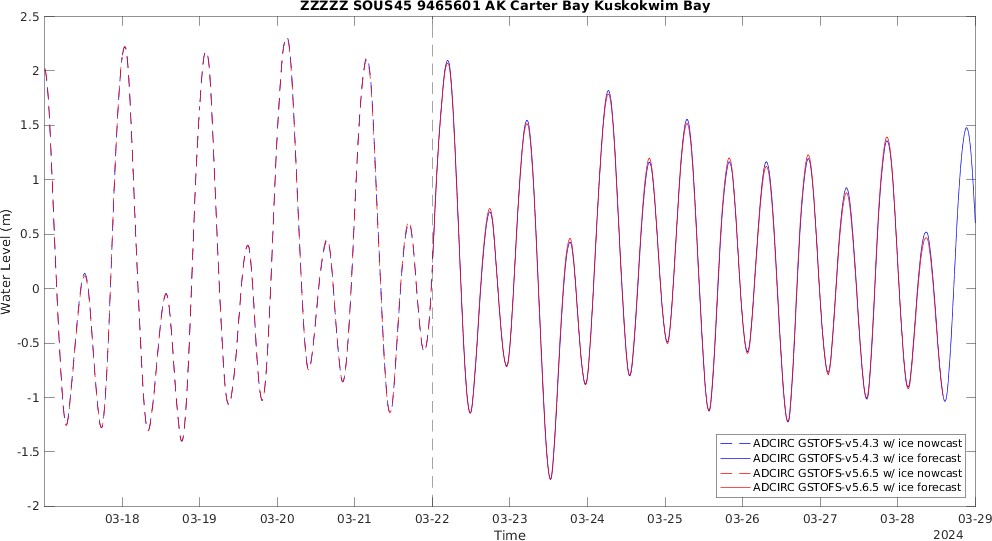 ZZZZZ SOUS45 9465601 AK Carter Bay Kuskokwim Bay
2.5
2
1.5
1
0.5
0
-0.5
-1
-1.5
-2
Water Level (m)
ADCIRC GSTOFS-v5.4.3 w/ ice nowcast
ADCIRC GSTOFS-v5.4.3 w/ ice forecast
ADCIRC GSTOFS-v5.6.5 w/ ice nowcast
ADCIRC GSTOFS-v5.6.5 w/ ice forecast
03-18 03-19 03-20 03-21 03-22 03-23 03-24 03-25 03-26 03-27 03-28 03-29
Time
2024